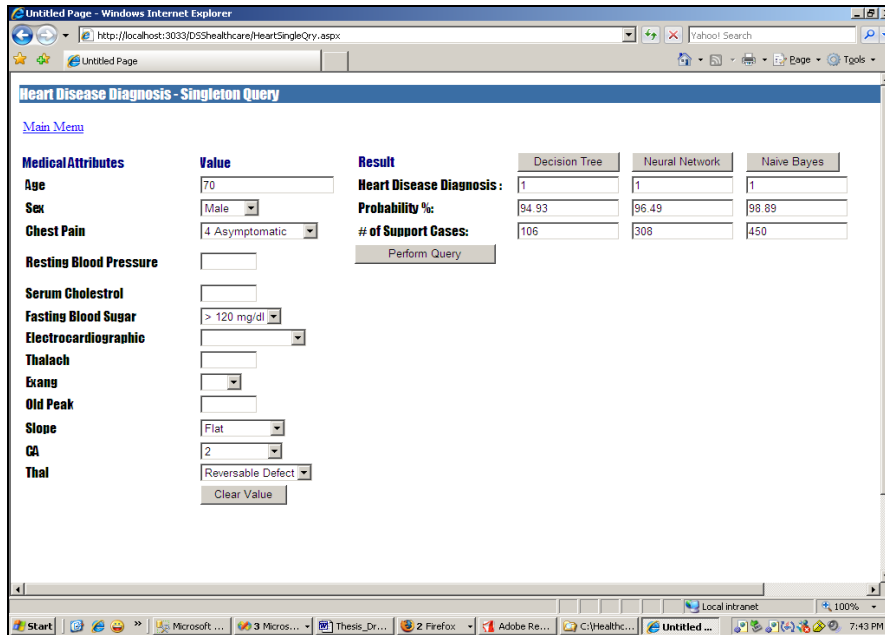 Untitled Page - Windows Internet Explorer
http://localhost:3033/DSShealthcare/HeartSingleQry.aspx Yahoo! Search
Untitled Page Page Tools
Heart Disease Diagnosis - Singleton Query
Main Menu
Medical Attributes Value Result Decision Tree Neural Network Naive Bayes
Age 70 Heart Disease Diagnosis : 1 1 1
Sex Male Probability %: 94.93 96.49 98.89
Chest Pain 4 Asymptomatic # of Support Cases: 106 308 450
Perform Query
Resting Blood Pressure
Serum Cholestrol
Fasting Blood Sugar > 120 mg/dl
Electrocardiographic
Thalach
Exang
Old Peak
Slope Flat
CA 2
Thal Reversable Defect
Clear Value
Local intranet 100%
Start » Microsoft ... 3 Micros... Thesis_Dr... 2 Firefox Adobe Re... C:\Healthc... Untitled ... 7:43 PM